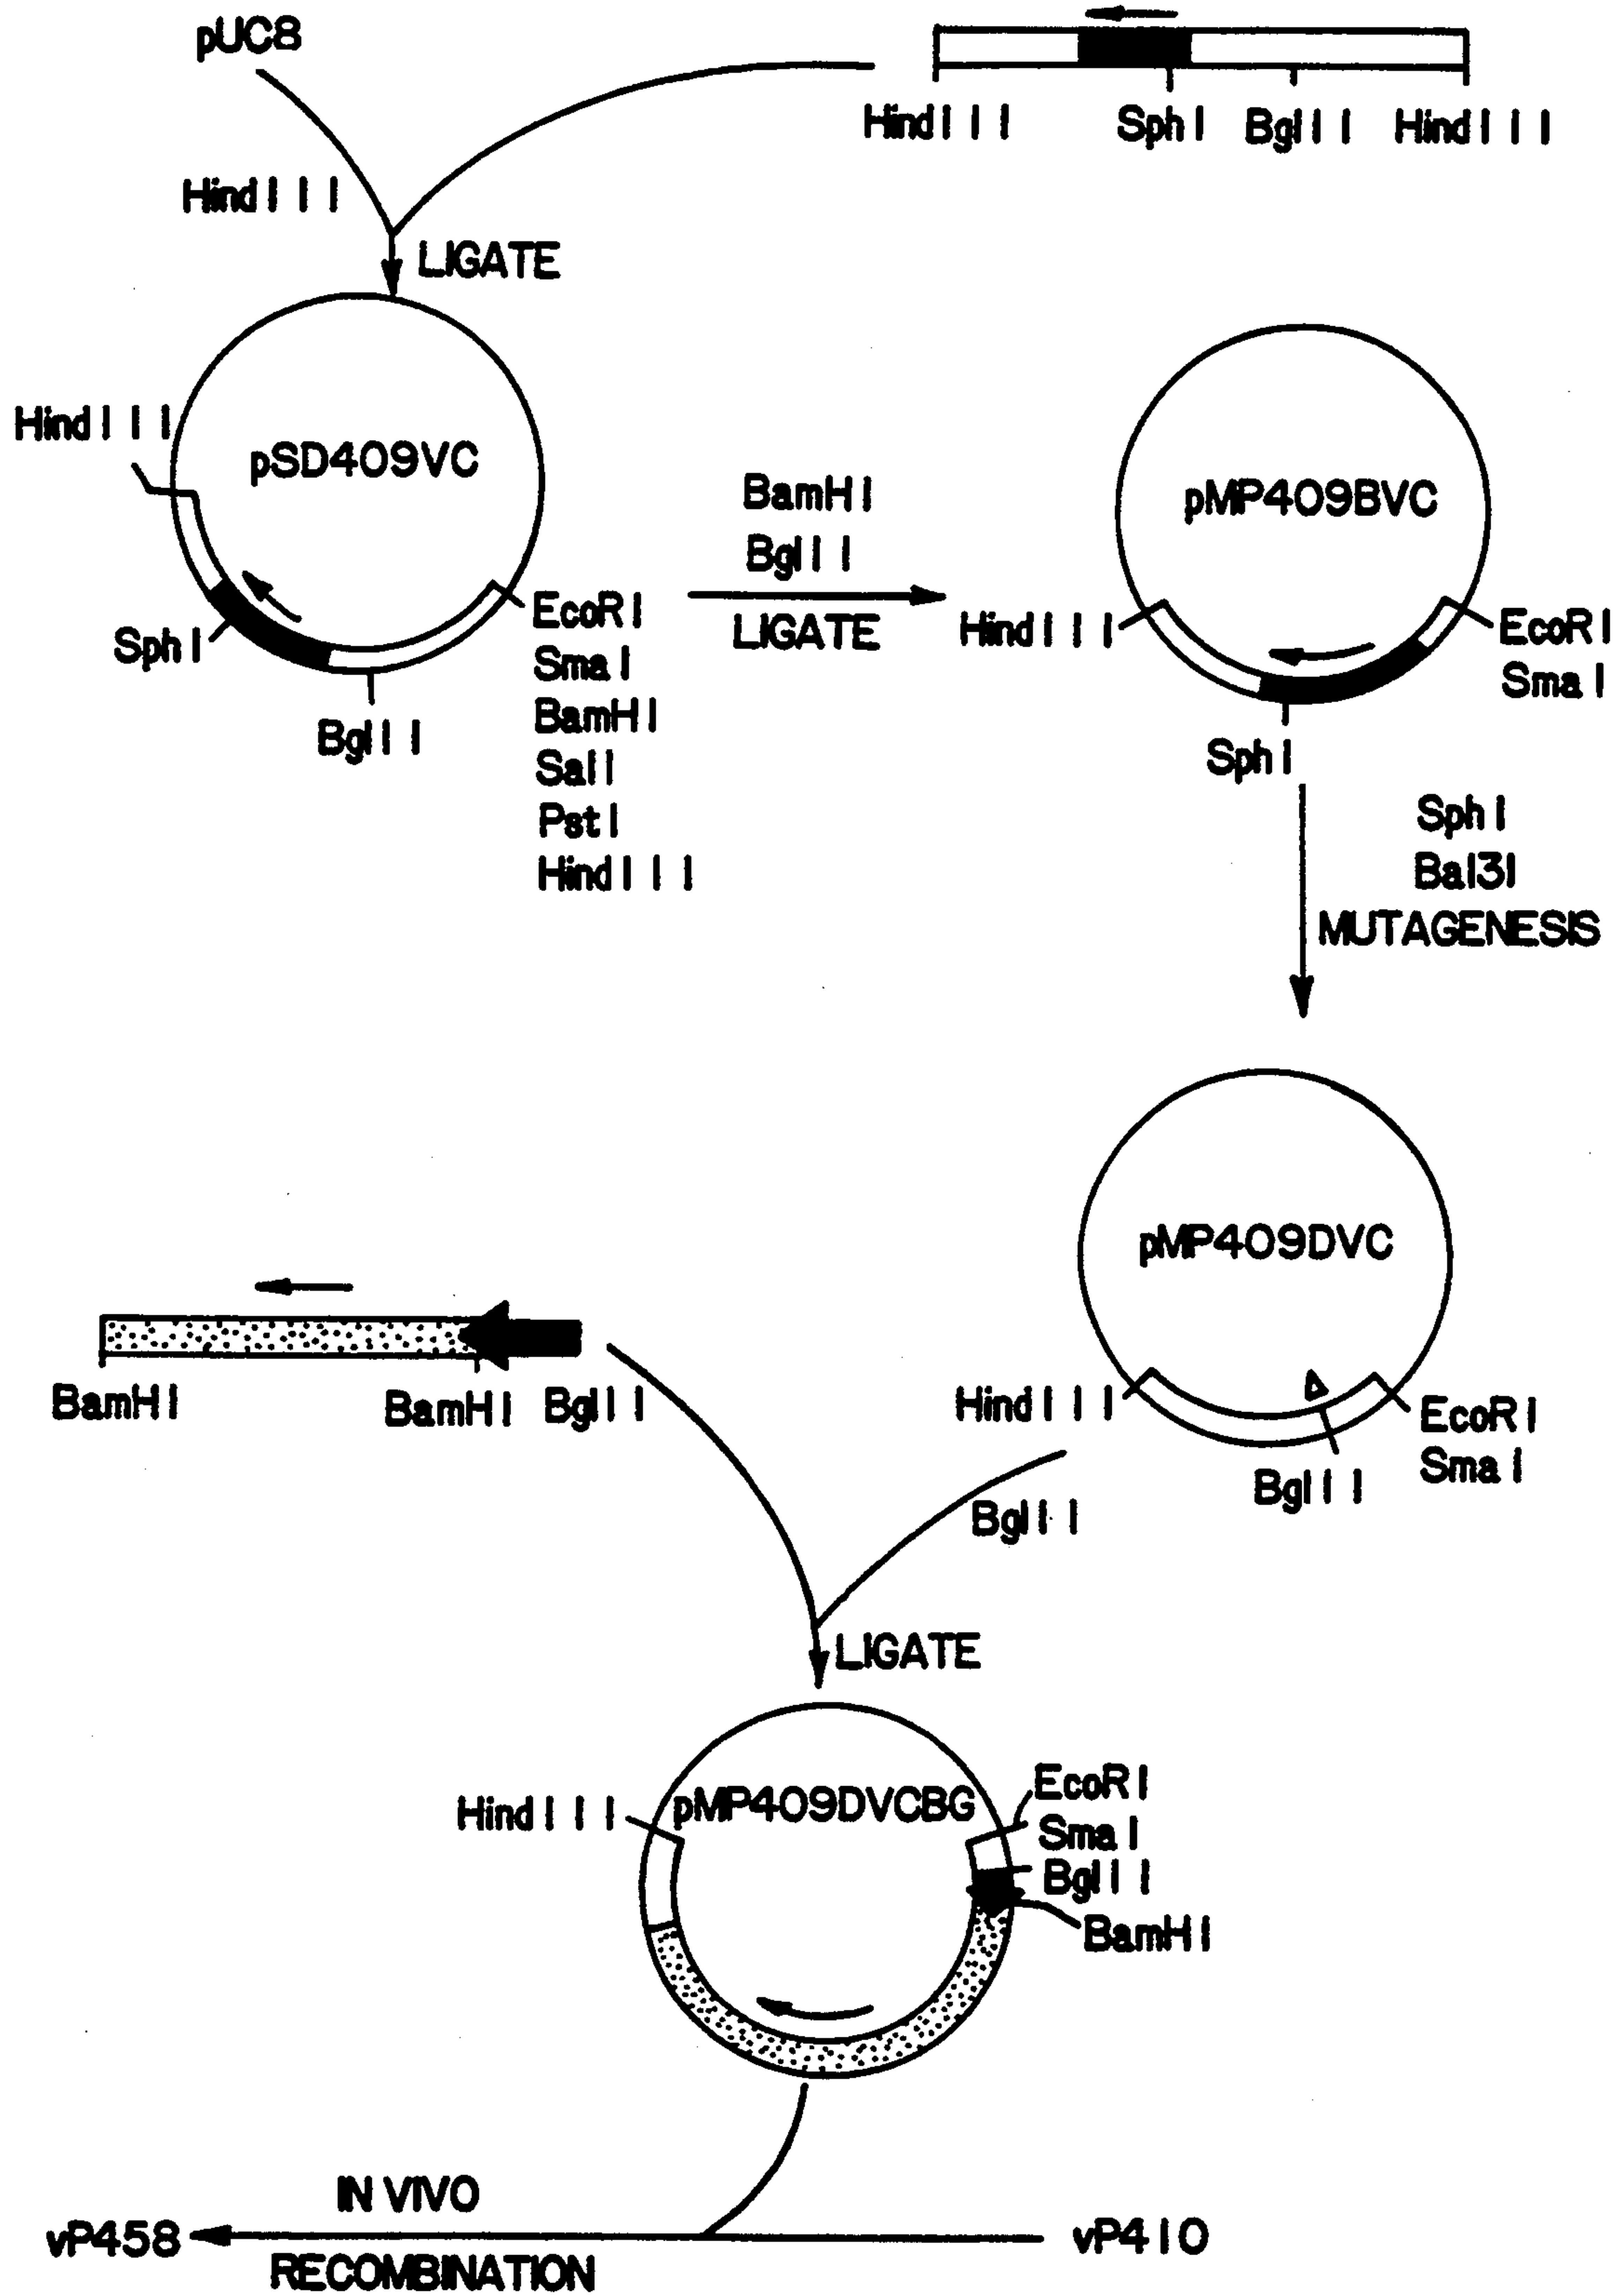 pUC8
HindIII SphI BglII HindIII
HindIII
LIGATE
HindIII
pSD409VC
SphI
BglII
EcoRI
SmaI
BamHI
SalI
PstI
HindIII
BamHI
BglII
LIGATE
pMP409BVC
HindIII
EcoRI
SmaI
SphI
SphI
Bal31
MUTAGENESIS
pMP409DVC
HindIII
Δ
EcoRI
SmaI
BglII
BamHI BamHI BglII
BglII
LIGATE
pMP409DVCBG
HindIII
EcoRI
SmaI
BglII
BamHI
IN VIVO
vP458 vP410
RECOMBINATION